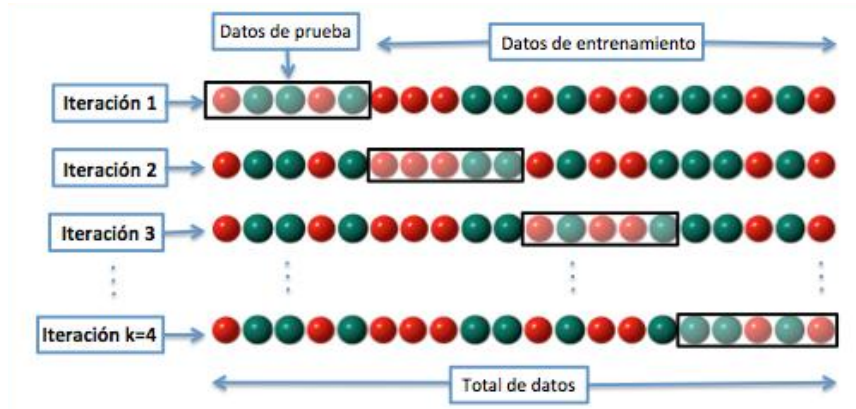 Datos de prueba
Datos de entrenamiento
Iteración 1
Iteración 2
Iteración 3
Iteración k=4
Total de datos